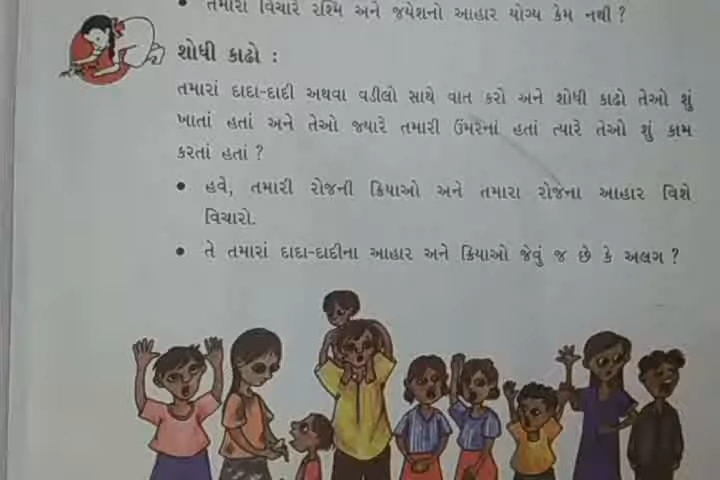 • તમારા વિચારે રશ્મિ અને જયેશનો આહાર યોગ્ય કેમ નથી ?
શોધી કાઢો :
તમારાં દાદા-દાદી અથવા વડીલો સાથે વાત કરો અને શોધી કાઢો તેઓ શું
ખાતાં હતાં અને તેઓ જ્યારે તમારી ઉંમરનાં હતાં ત્યારે તેઓ શું કામ
કરતાં હતાં ?
• હવે, તમારી રોજની ક્રિયાઓ અને તમારા રોજના આહાર વિશે
વિચારો.
• તે તમારાં દાદા-દાદીના આહાર અને ક્રિયાઓ જેવું જ છે કે અલગ ?